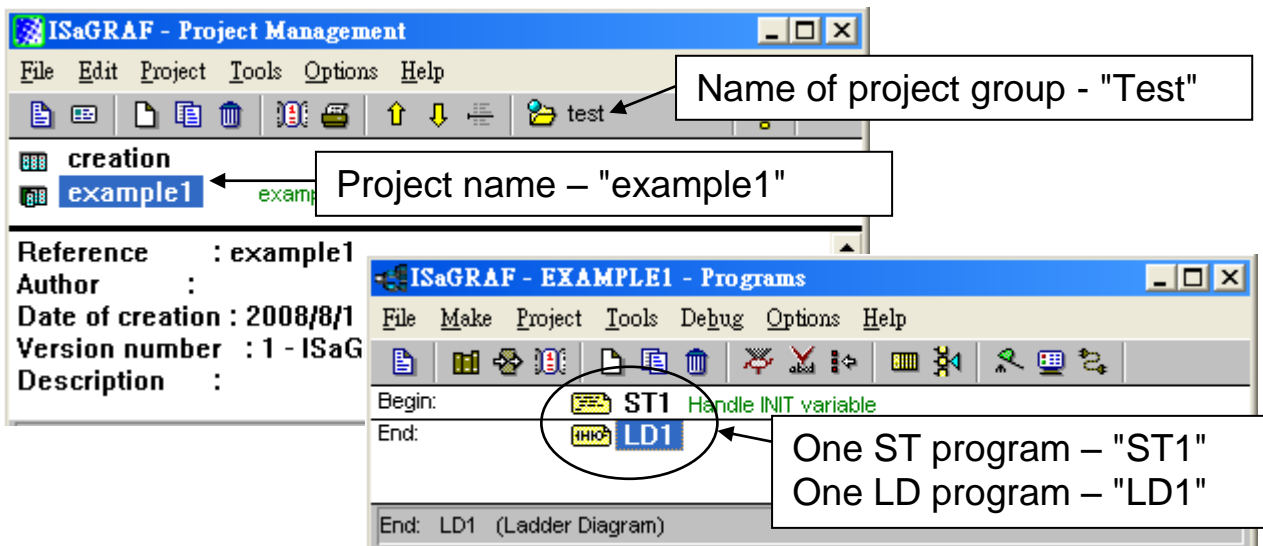 ISaGRAF - Project Management
File Edit Project Tools Options Help
test
Name of project group - "Test"
creation
example1
Project name – "example1"
Reference : example1
Author :
Date of creation : 2008/8/1
Version number : 1 - ISaG
Description :
ISaGRAF - EXAMPLE1 - Programs
File Make Project Tools Debug Options Help
Begin: ST1 Handle INIT variable
End: LD1
One ST program – "ST1"
One LD program – "LD1"
End: LD1 (Ladder Diagram)